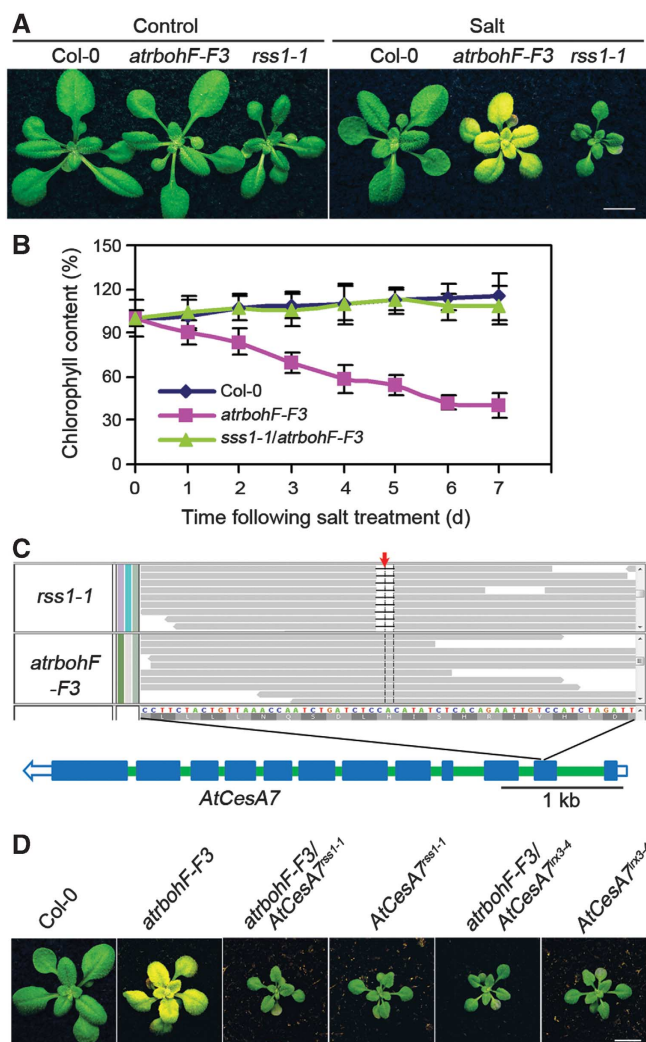 A
Control
Salt
Col-0 atrbohF-F3 rss1-1
Col-0 atrbohF-F3 rss1-1
B
Chlorophyll content (%)
150
120
90
60
30
0
Col-0
atrbohF-F3
sss1-1/atrbohF-F3
0 1 2 3 4 5 6 7
Time following salt treatment (d)
C
rss1-1
atrbohF
-F3
CCTTCTACTGTTAAACCAATCTGATCTCCACATATCTCACAGAATTGTCCATCTAGATT
L N Q S D L H I S H R I V H L D
AtCesA7
1 kb
D
Col-0
atrbohF-F3
atrbohF-F3/
AtCesA7rss1-1
AtCesA7rss1-1
atrbohF-F3/
AtCesA7irx3-4
AtCesA7irx3-4